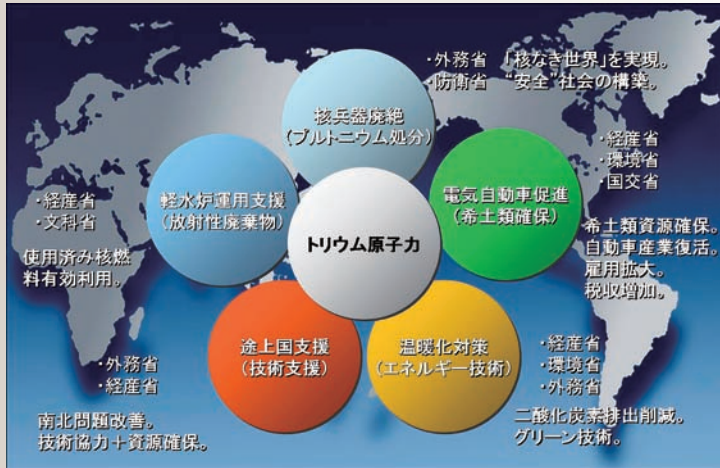 ・外務省 「核なき世界」を実現。
・防衛省 “安全”社会の構築。
核兵器廃絶
(プルトニウム処分)
・経産省
・環境省
・国交省
軽水炉運用支援
(放射性廃棄物)
電気自動車促進
(希土類確保)
・経産省
・文科省
使用済み核燃
料有効利用。
トリウム原子力
希土類資源確保。
自動車産業復活。
雇用拡大。
税収増加。
途上国支援
(技術支援)
温暖化対策
(エネルギー技術)
・外務省
・経産省
南北問題改善。
技術協力+資源確保。
・経産省
・環境省
・外務省
二酸化炭素排出削減。
グリーン技術。